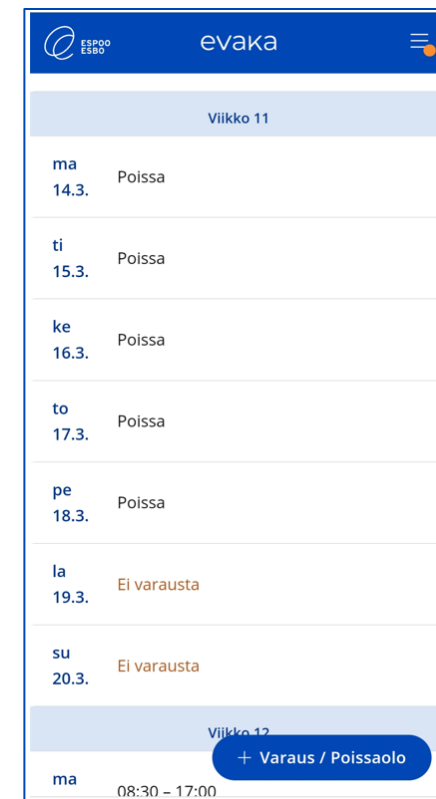 ESPOO
ESBO
evaka
Viikko 11
ma
14.3.
Poissa
ti
15.3.
Poissa
ke
16.3.
Poissa
to
17.3.
Poissa
pe
18.3.
Poissa
la
19.3.
Ei varausta
su
20.3.
Ei varausta
Viikko 12
+ Varaus / Poissaolo
ma
08:30 – 17:00